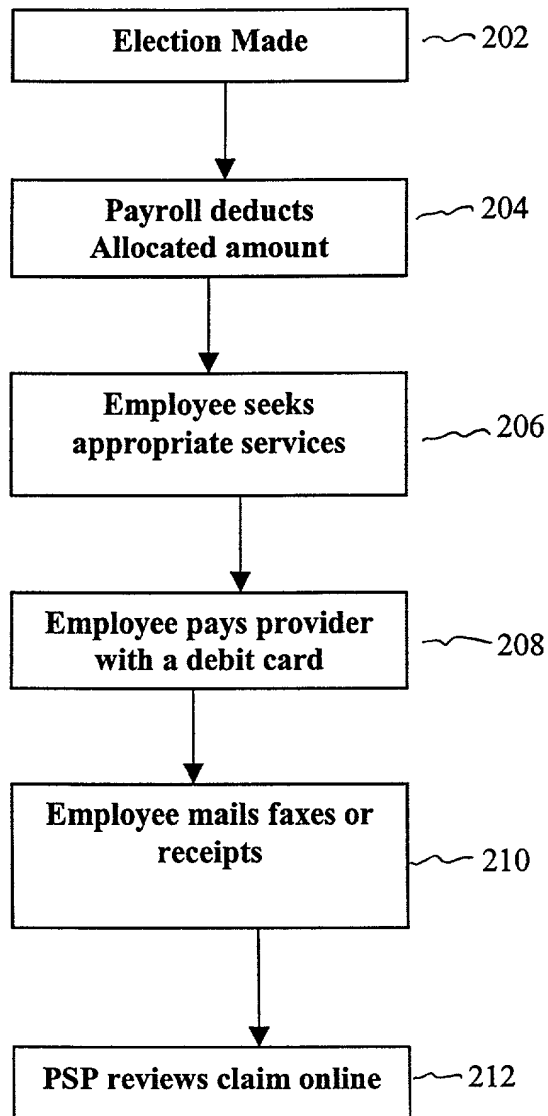 Election Made
202
Payroll deducts
Allocated amount
204
Employee seeks
appropriate services
206
Employee pays provider
with a debit card
208
Employee mails faxes or
receipts
210
PSP reviews claim online
212